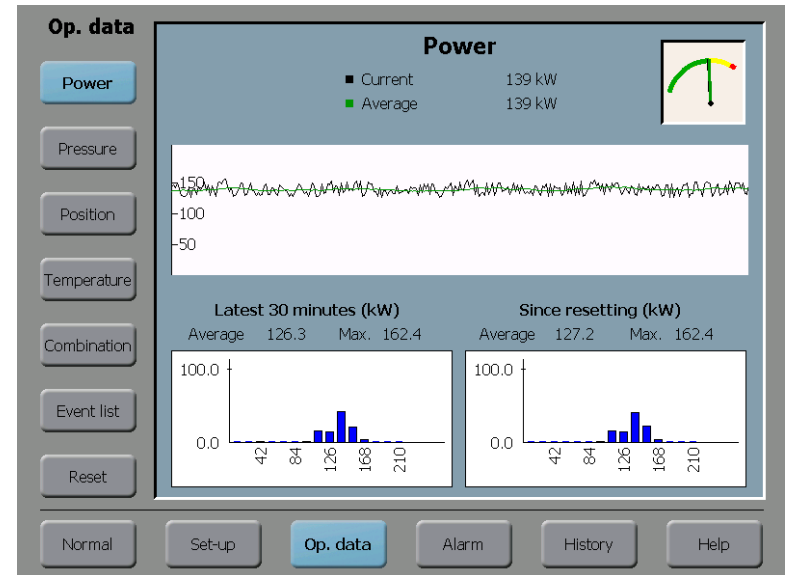 Op. data
Power
Pressure
Position
Temperature
Combination
Event list
Reset
Power
Current 139 kW
Average 139 kW
150
100
50
Latest 30 minutes (kW)
Average 126.3 Max. 162.4
100.0
0.0
42 84 126 168 210
Since resetting (kW)
Average 127.2 Max. 162.4
100.0
0.0
42 84 126 168 210
Normal Set-up Op. data Alarm History Help